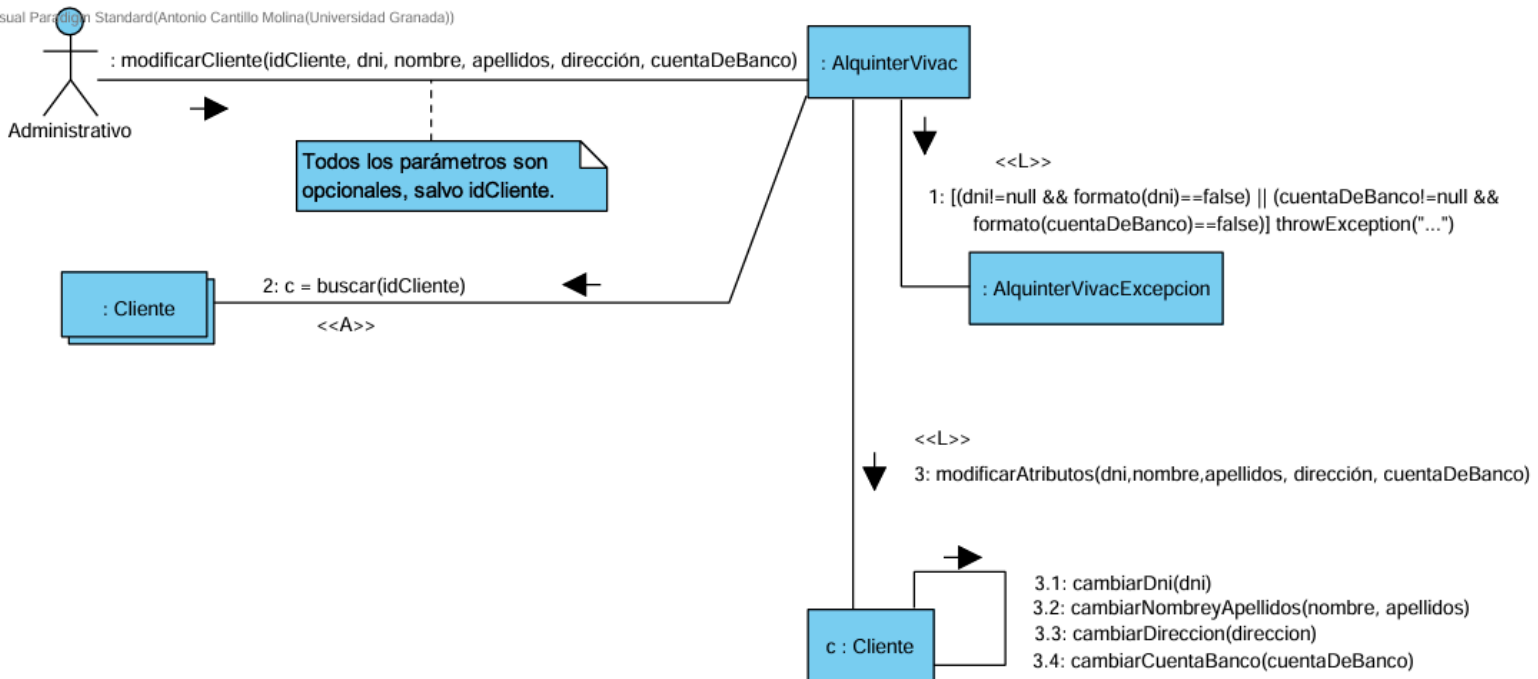 sual Paradigm Standard(Antonio Cantillo Molina(Universidad Granada))
: modificarCliente(idCliente, dni, nombre, apellidos, dirección, cuentaDeBanco)
: AlquinterVivac
Administrativo
Todos los parámetros son
opcionales, salvo idCliente.
<<L>>
1: [(dni!=null && formato(dni)==false) || (cuentaDeBanco!=null &&
formato(cuentaDeBanco)==false)] throwException("...")
2: c = buscar(idCliente)
: AlquinterVivacExcepcion
: Cliente
<<A>>
<<L>>
3: modificarAtributos(dni,nombre,apellidos, dirección, cuentaDeBanco)
3.1: cambiarDni(dni)
3.2: cambiarNombreyApellidos(nombre, apellidos)
3.3: cambiarDireccion(direccion)
c : Cliente
3.4: cambiarCuentaBanco(cuentaDeBanco)